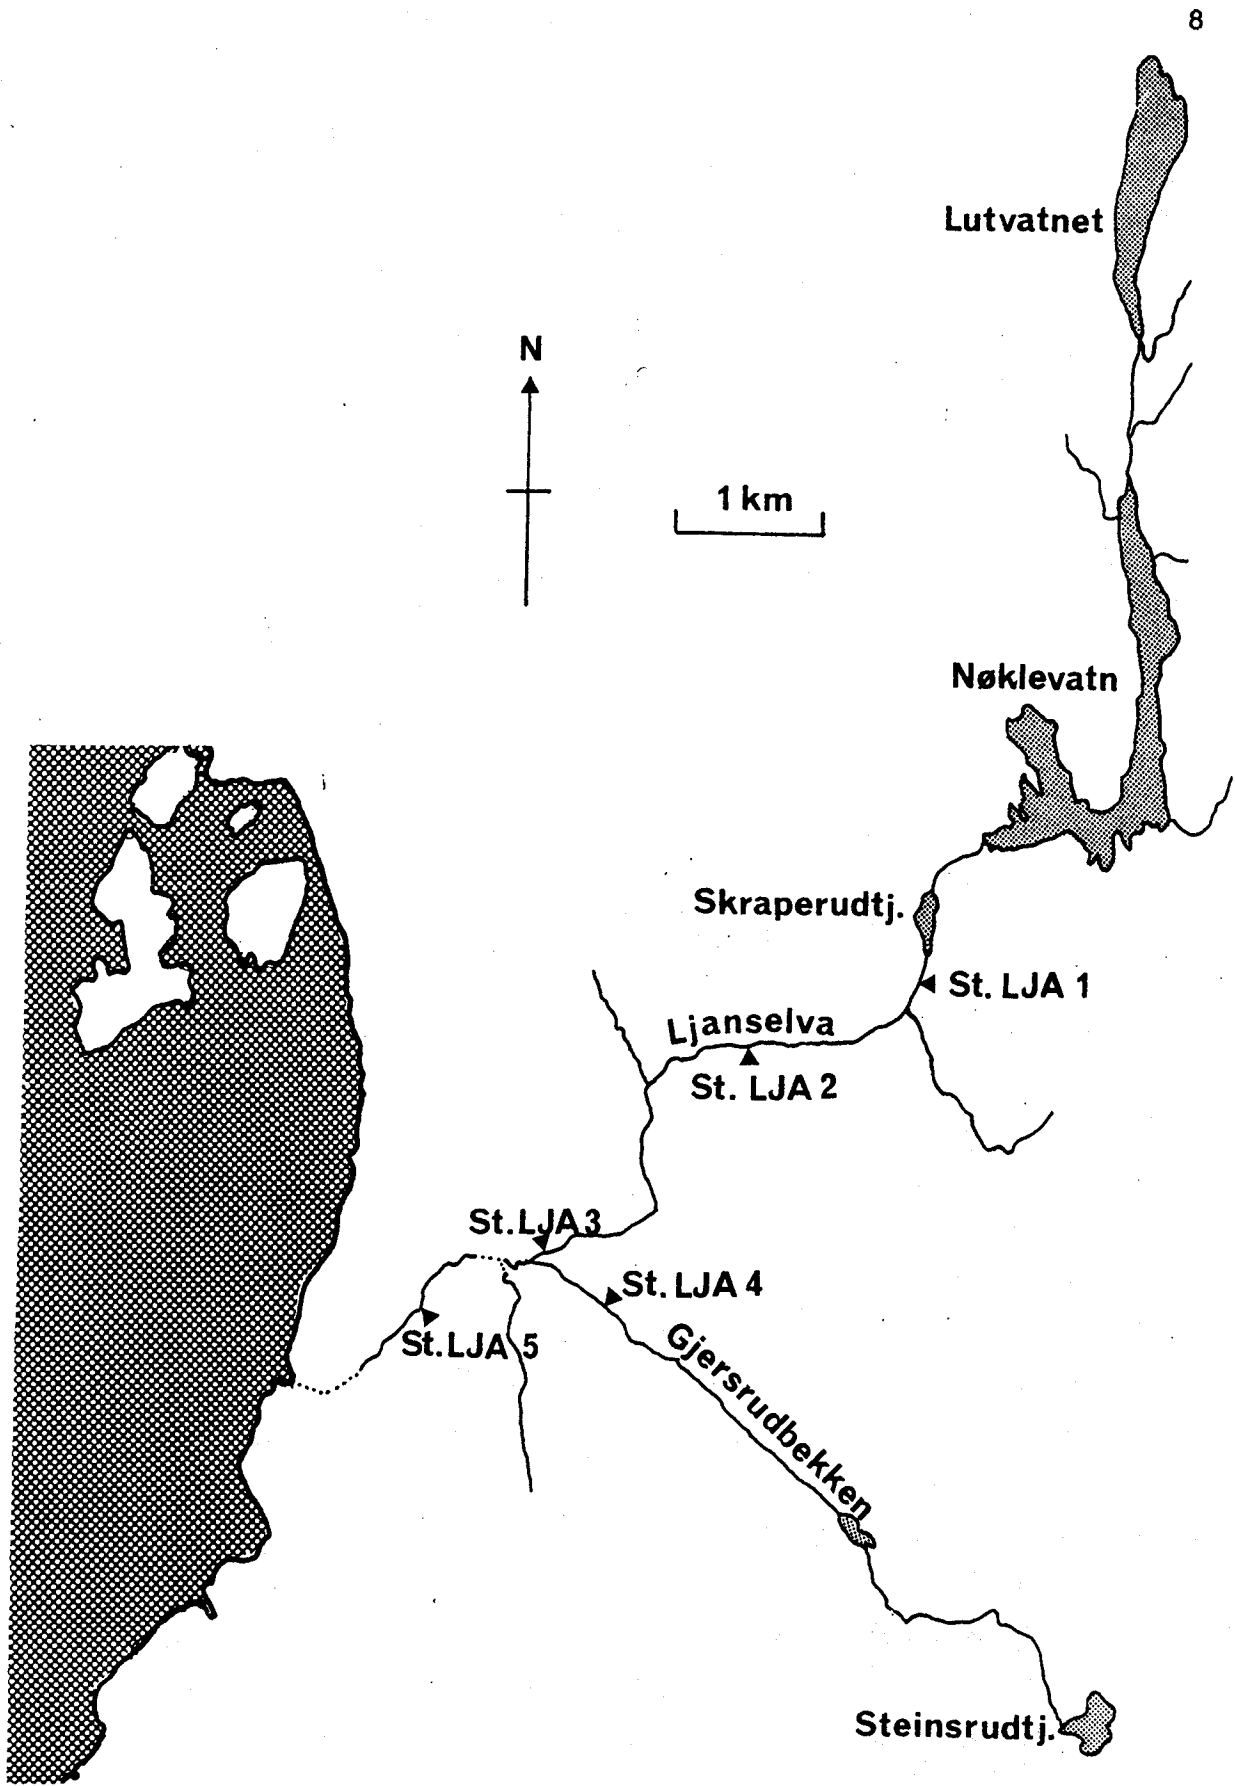 8
Lutvatnet
N
1 km
Nøklevatn
Skraperudtj.
St. LJA 1
Ljanselva
St. LJA 2
St. LJA 3
St. LJA 4
St. LJA 5
Gjersrudbekken
Steinsrudtj.